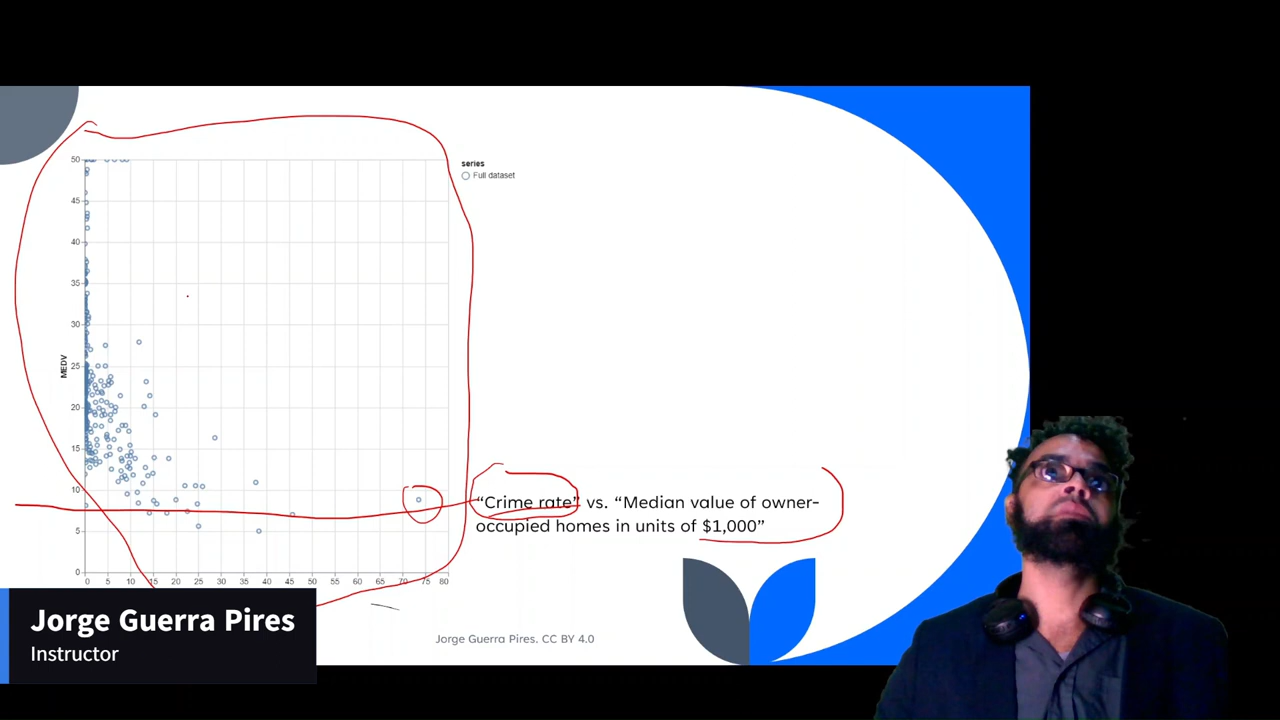 50
45
40
35
30
25
20
15
10
5
0
MEDV
0 5 10 15 20 25 30 35 40 45 50 55 60 65 70 75 80
series
Full dataset
“Crime rate” vs. “Median value of owner-
occupied homes in units of $1,000”
Jorge Guerra Pires. CC BY 4.0
Jorge Guerra Pires
Instructor